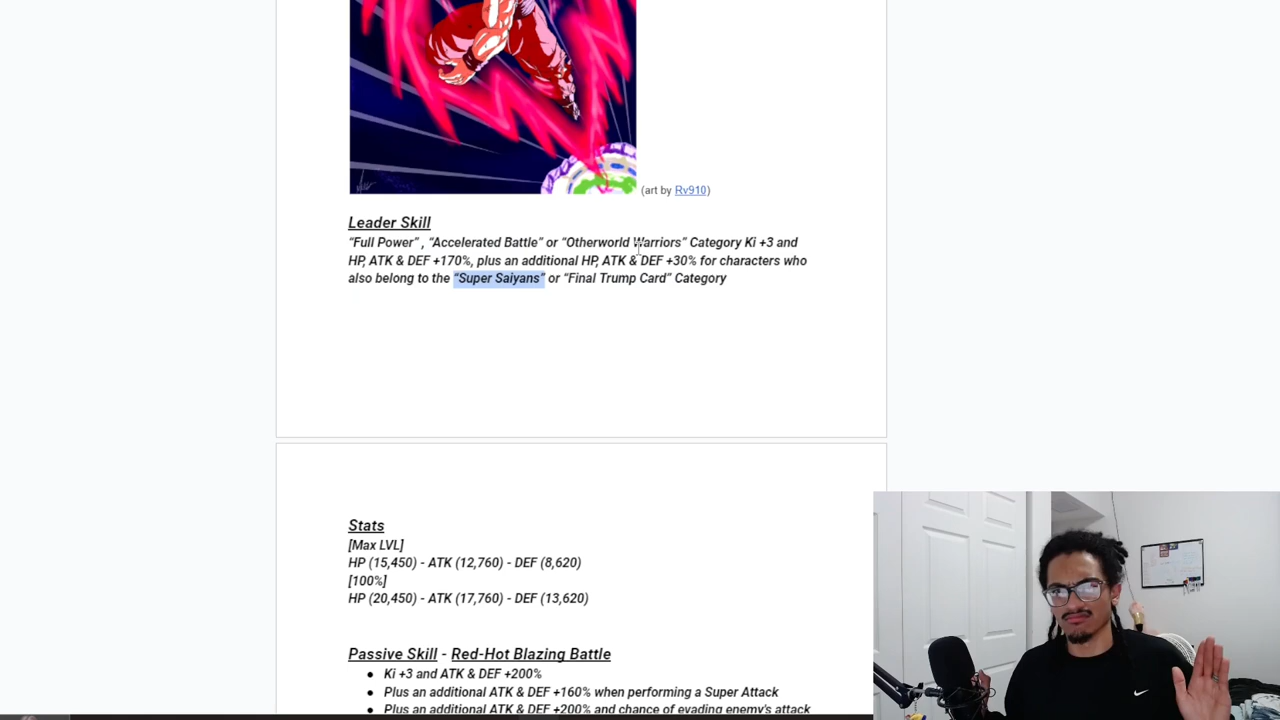 (art by Rv910)
Leader Skill
“Full Power” , “Accelerated Battle” or “Otherworld Warriors” Category Ki +3 and
HP, ATK & DEF +170%, plus an additional HP, ATK & DEF +30% for characters who
also belong to the “Super Saiyans” or “Final Trump Card” Category
Stats
[Max LVL]
HP (15,450) - ATK (12,760) - DEF (8,620)
[100%]
HP (20,450) - ATK (17,760) - DEF (13,620)
Passive Skill - Red-Hot Blazing Battle
● Ki +3 and ATK & DEF +200%
● Plus an additional ATK & DEF +160% when performing a Super Attack
● Plus an additional ATK & DEF +200% and chance of evading enemy's attack